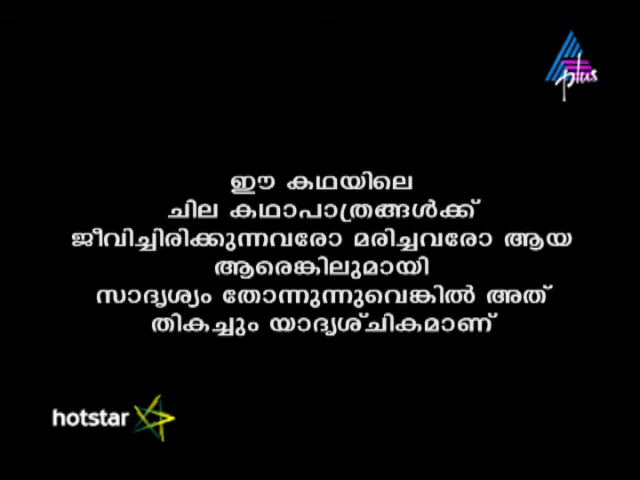 plus
ഈ കഥയിലെ
ചില കഥാപാത്രങ്ങൾക്ക്
ജീവിച്ചിരിക്കുന്നവരോ മരിച്ചവരോ ആയ
ആരെങ്കിലുമായി
സാദൃശ്യം തോന്നുന്നുവെങ്കിൽ അത്
തികച്ചും യാദൃശ്ചികമാണ്
hotstar